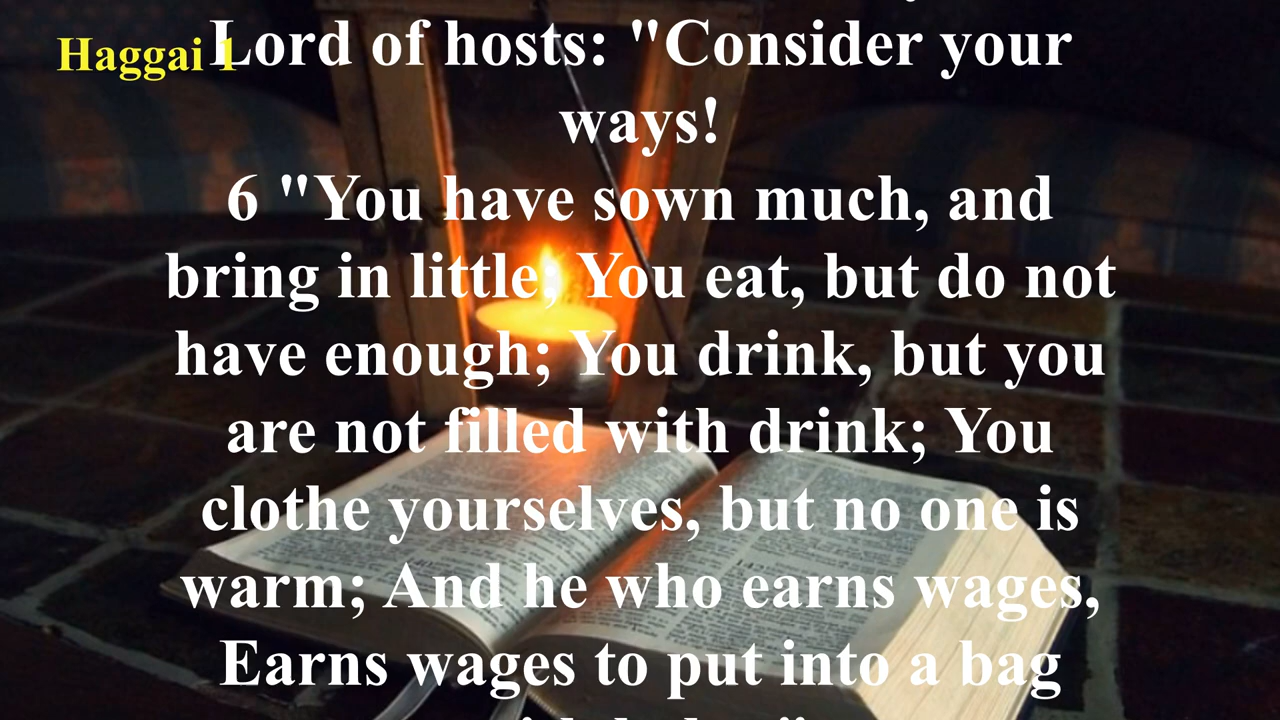 Haggai 1
Lord of hosts: "Consider your
ways!
6 "You have sown much, and
bring in little; You eat, but do not
have enough; You drink, but you
are not filled with drink; You
clothe yourselves, but no one is
warm; And he who earns wages,
Earns wages to put into a bag